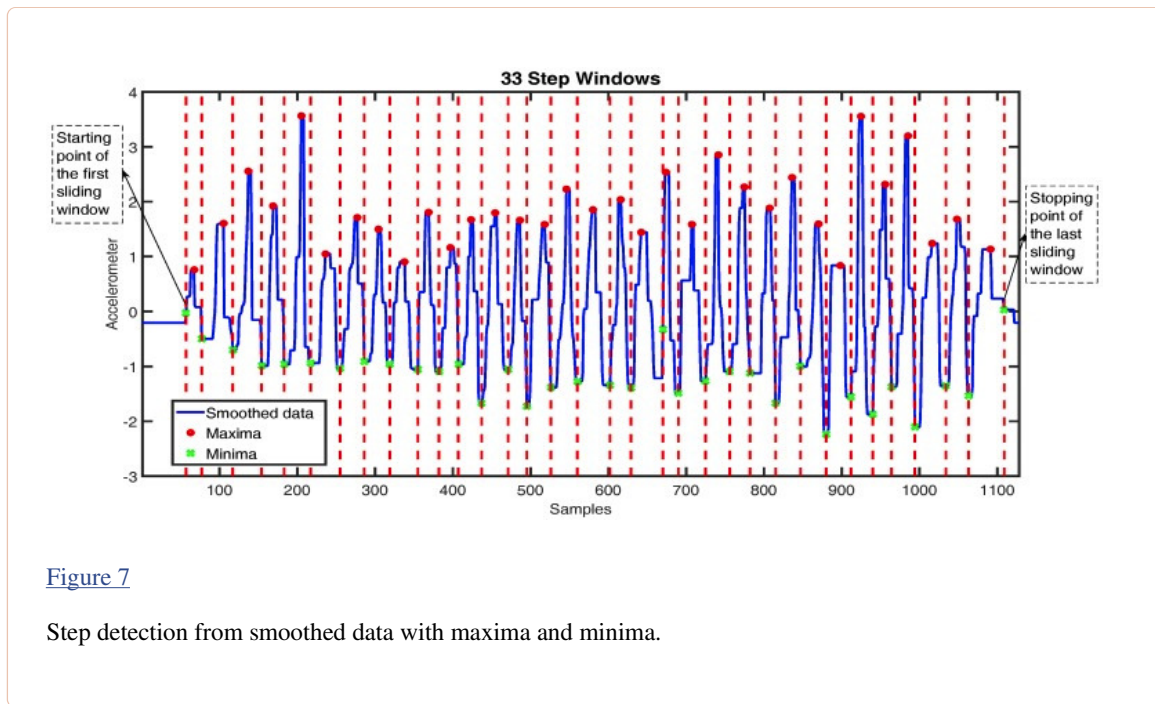 33 Step Windows
Starting
point of
the first
sliding
window
Accelerometer
4
3
2
1
0
-1
-2
-3
Smoothed data
Maxima
Minima
Stopping
point of
the last
sliding
window
100 200 300 400 500 600 700 800 900 1000 1100
Samples
Figure 7
Step detection from smoothed data with maxima and minima.